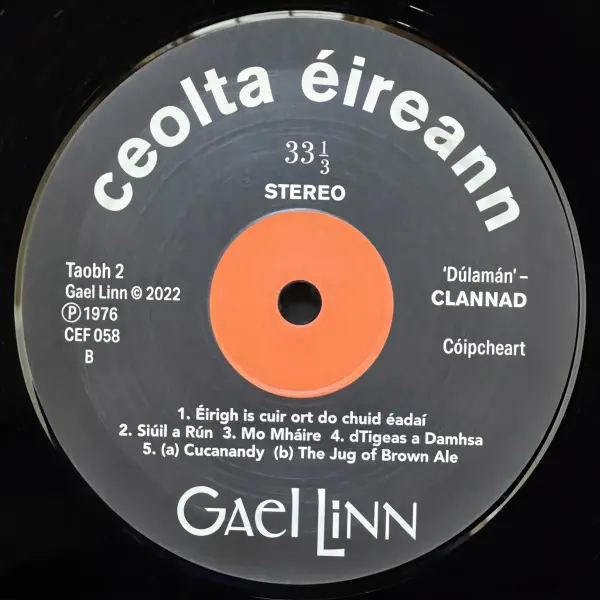 ceolta éireann
33 1/3
STEREO
Taobh 2
Gael Linn © 2022
Ⓟ 1976
CEF 058
B
'Dúlamán' –
CLANNAD
Cóipcheart
1. Éirigh is cuir ort do chuid éadaí
2. Siúil a Rún 3. Mo Mháire 4. dTigeas a Damhsa
5. (a) Cucanandy (b) The Jug of Brown Ale
GAEL LINN